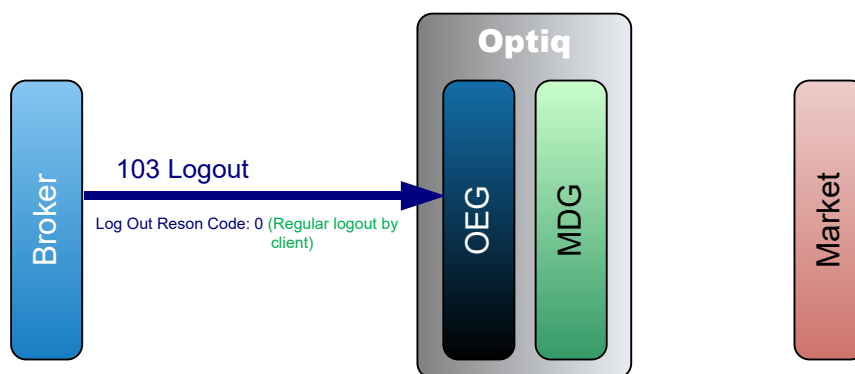 Optiq
Broker
103 Logout
Log Out Reson Code: 0 (Regular logout by
client)
OEG
MDG
Market